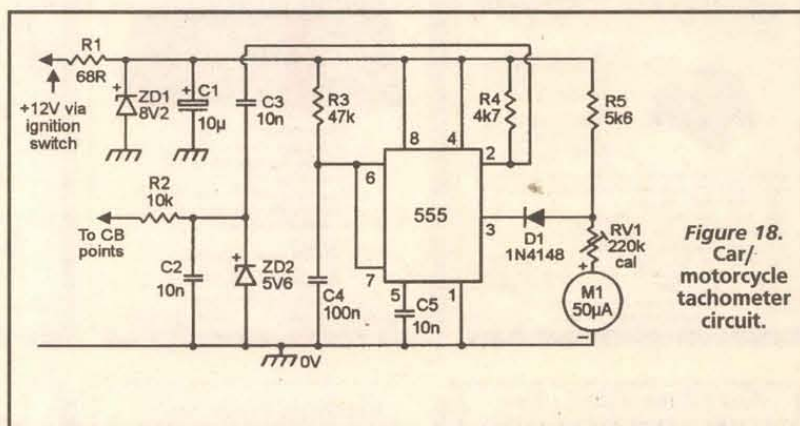 R1
68R
+12V via
ignition
switch
+
ZD1
8V2
+
C1
10µ
C3
10n
R3
47k
8
4
R4
4k7
2
R5
5k6
R2
10k
To CB
points
C2
10n
+
ZD2
5V6
6
555
3
7
D1
1N4148
RV1
220k
cal
+
M1
50µA
−
C4
100n
5
C5
10n
1
0V
Figure 18.
Car/
motorcycle
tachometer
circuit.